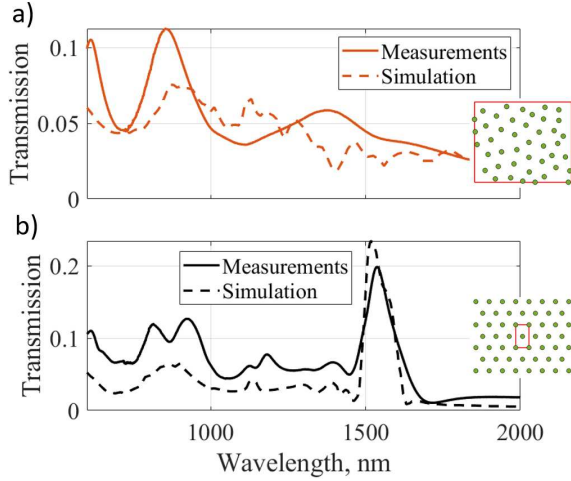 a)
0.1
0.05
0
Transmission
Measurements
Simulation
b)
0.2
0.1
0
Transmission
Measurements
Simulation
1000
1500
2000
Wavelength, nm